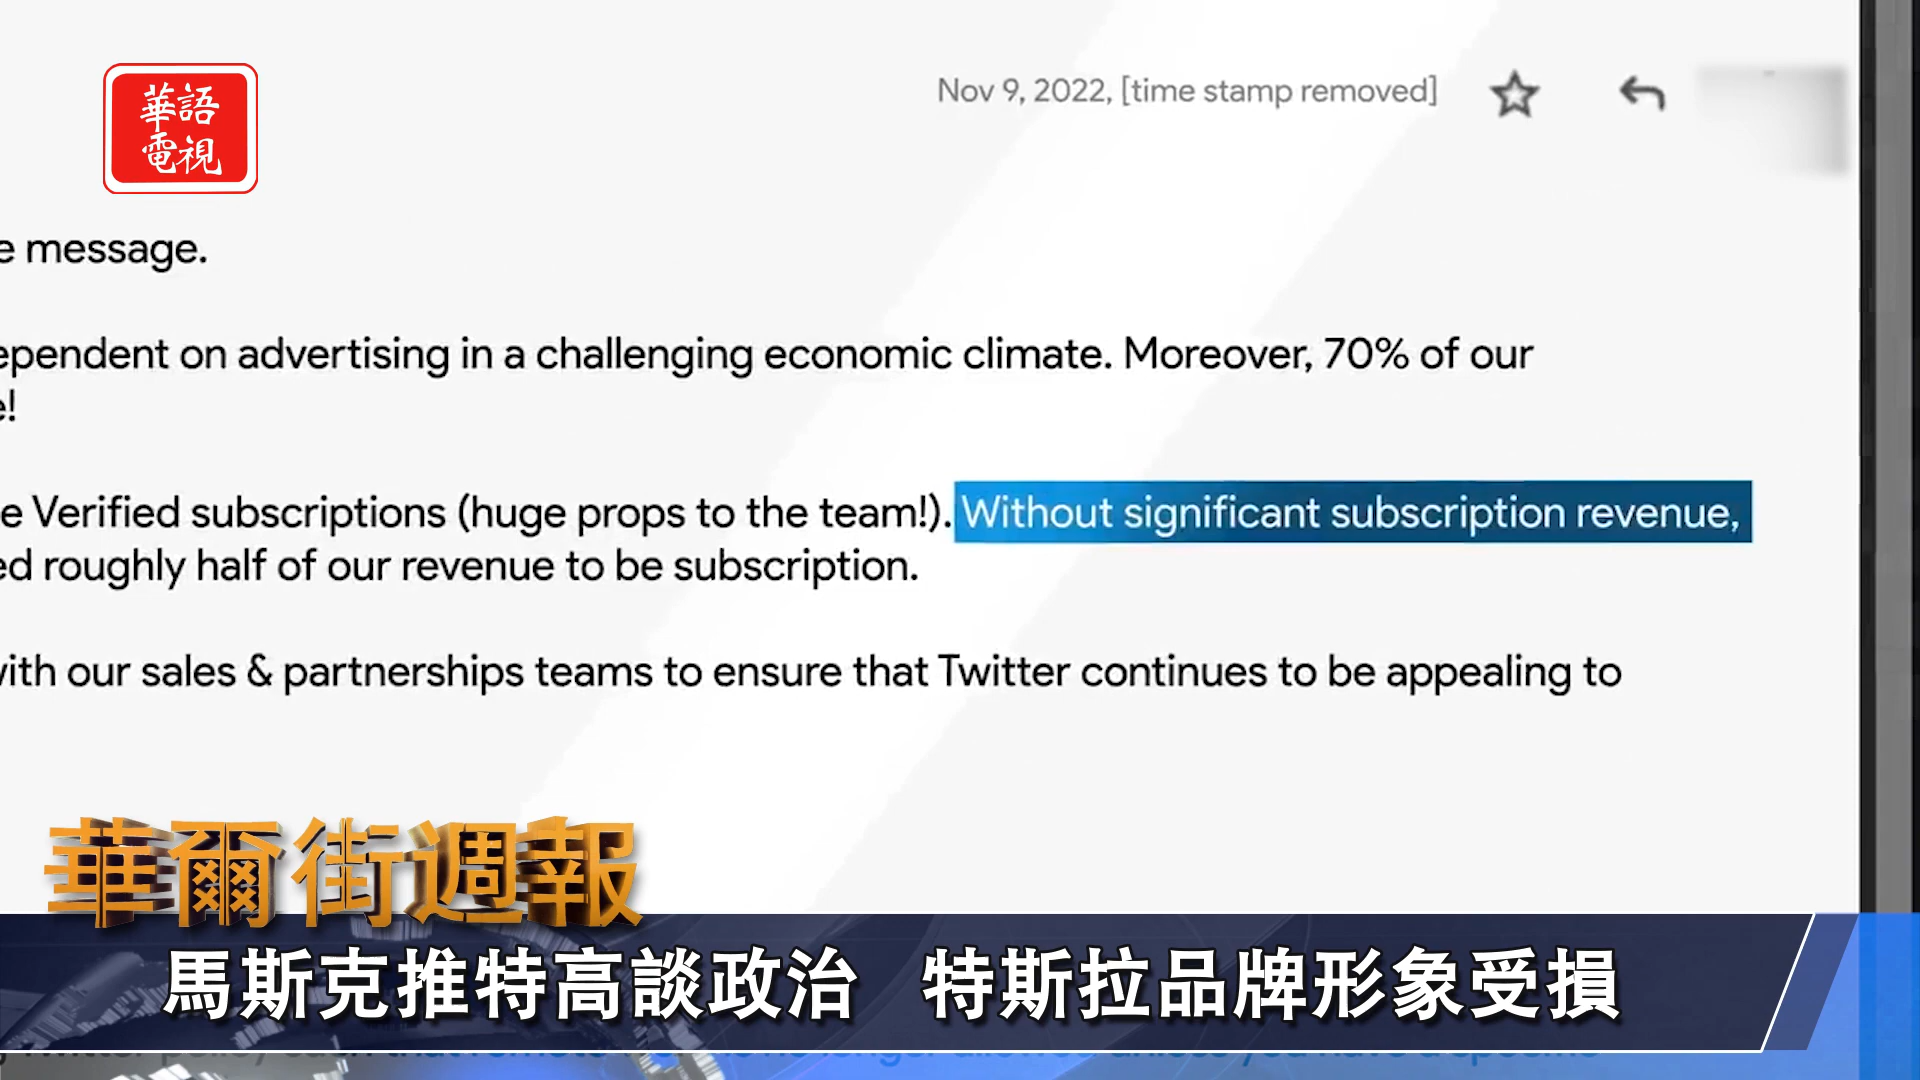 華語
電視
Nov 9, 2022, [time stamp removed]
e message.
ependent on advertising in a challenging economic climate. Moreover, 70% of our
e!
e Verified subscriptions (huge props to the team!). Without significant subscription revenue,
ed roughly half of our revenue to be subscription.
with our sales & partnerships teams to ensure that Twitter continues to be appealing to
華爾街週報
馬斯克推特高談政治 特斯拉品牌形象受損